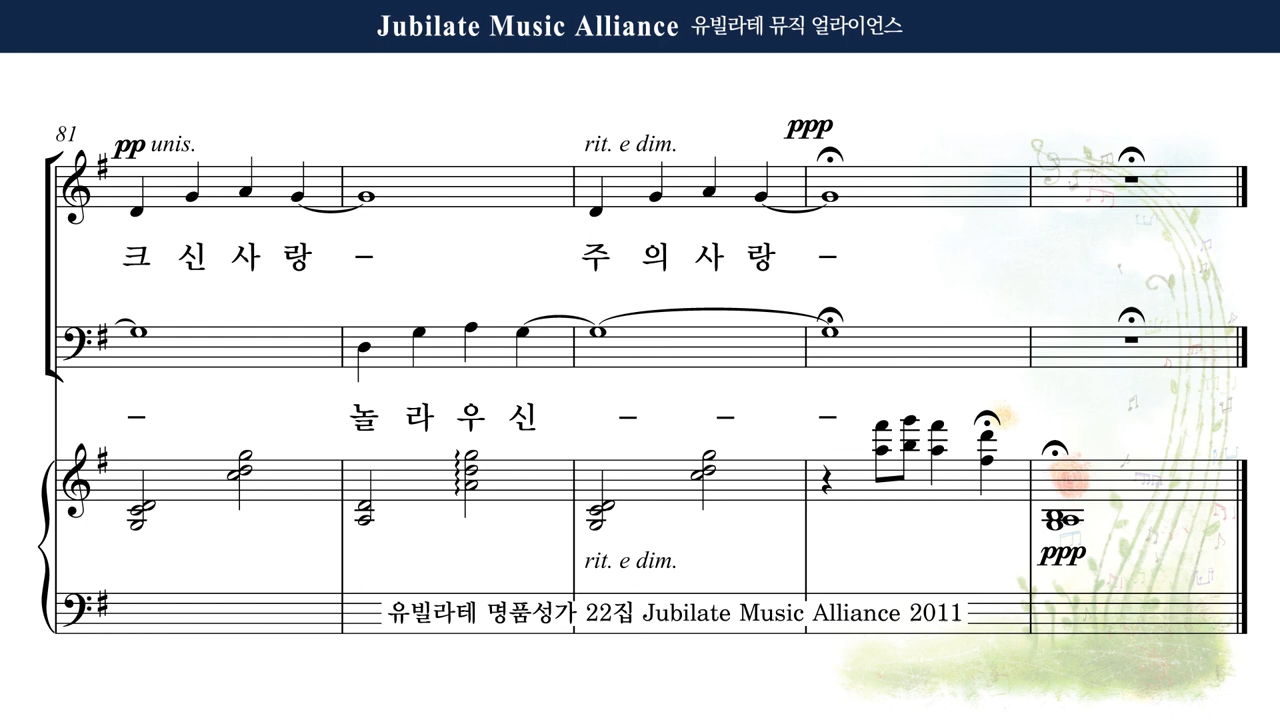 Jubilate Music Alliance 유빌라테 뮤직 얼라이언스
81
pp unis.
rit. e dim.
ppp
크 신 사 랑 – 주 의 사 랑 –
– 놀 라 우 신 – – –
rit. e dim.
ppp
유빌라테 명품성가 22집 Jubilate Music Alliance 2011